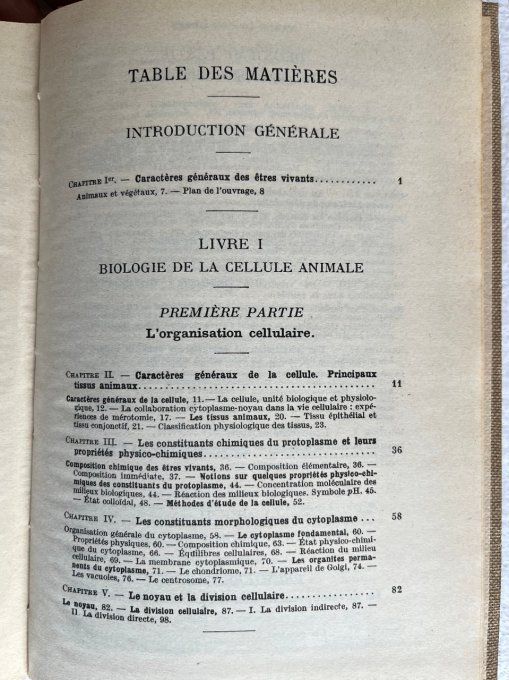 TABLE DES MATIÈRES
INTRODUCTION GÉNÉRALE
CHAPITRE Ier. — Caractères généraux des êtres vivants............ 1
Animaux et végétaux, 7. — Plan de l'ouvrage, 8
LIVRE I
BIOLOGIE DE LA CELLULE ANIMALE
PREMIÈRE PARTIE
L'organisation cellulaire.
CHAPITRE II. — Caractères généraux de la cellule. Principaux
tissus animaux.......................................... 11
Caractères généraux de la cellule, 11. — La cellule, unité biologique et physiolo-
gique, 12. — La collaboration cytoplasme-noyau dans la vie cellulaire : expé-
riences de mérotomie, 17. — Les tissus animaux, 20. — Tissu épithélial et
tissu conjonctif, 21. — Classification physiologique des tissus, 23.
CHAPITRE III. — Les constituants chimiques du protoplasme et leurs
propriétés physico-chimiques............................. 36
Composition chimique des êtres vivants, 36. — Composition élémentaire, 36. —
Composition immédiate, 37. — Notions sur quelques propriétés physico-chi-
miques des constituants du protoplasme, 44. — Concentration moléculaire des
milieux biologiques, 44. — Réaction des milieux biologiques. Symbole pH, 45.
— État colloïdal, 48. — Méthodes d'étude de la cellule, 52.
CHAPITRE IV. — Les constituants morphologiques du cytoplasme ... 58
Organisation générale du cytoplasme, 58. — Le cytoplasme fondamental, 60. —
Propriétés physiques, 60. — Composition chimique, 63. — État physico-chimi-
que du cytoplasme, 66. — Équilibres cellulaires, 68. — Réaction du milieu
cellulaire, 69. — La membrane cytoplasmique, 70. — Les organites perma-
nents du cytoplasme, 71. — Le chondriome, 71. — L'appareil de Golgi, 74. —
Les vacuoles, 76. — Le centrosome, 77.
CHAPITRE V. — Le noyau et la division cellulaire................. 82
Le noyau, 82. — La division cellulaire, 87. — I. La division indirecte, 87. —
II. La division directe, 98.